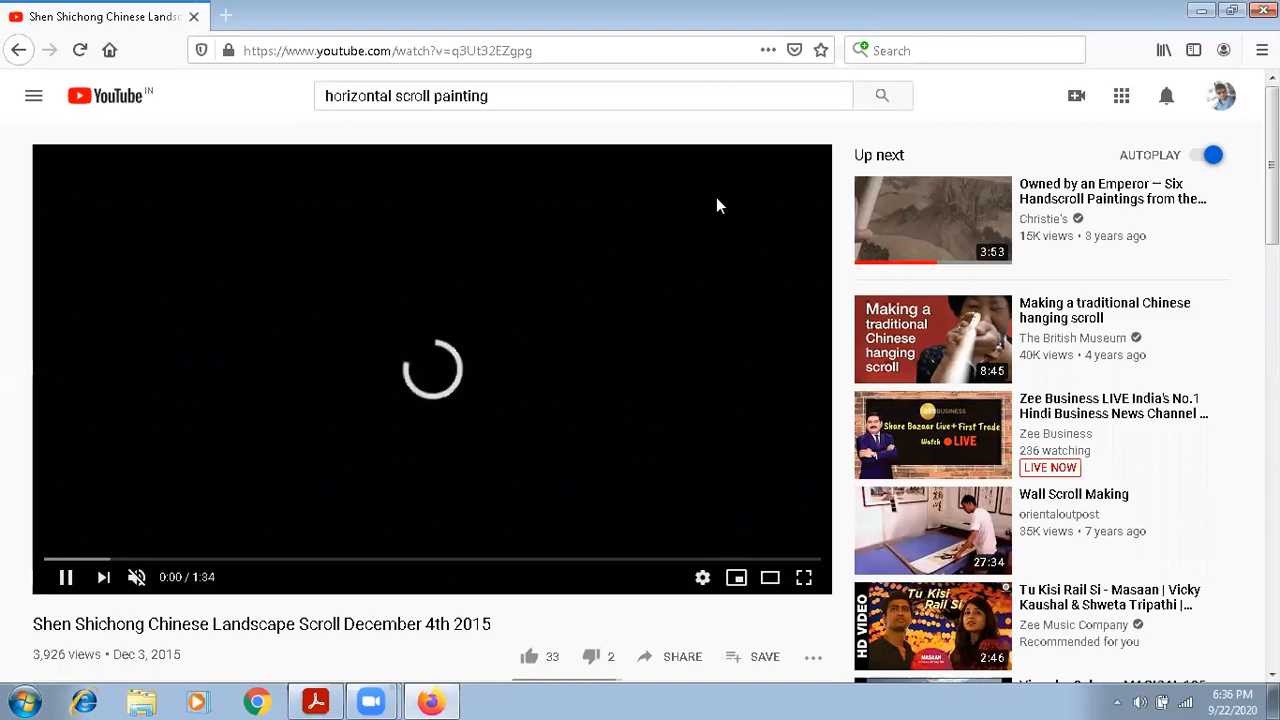 Shen Shichong Chinese Landsc
https://www.youtube.com/watch?v=q3Ut32EZgpg
Search
YouTube IN
horizontal scroll painting
Up next
AUTOPLAY
Owned by an Emperor — Six
Handscroll Paintings from the...
Christie's
15K views • 3 years ago
3:53
Making a
traditional
Chinese
hanging
scroll
8:45
Making a traditional Chinese
hanging scroll
The British Museum
40K views • 4 years ago
BUSINESS
Share Bazaar Live+First Trade
Watch LIVE
Zee Business LIVE India's No.1
Hindi Business News Channel ...
Zee Business
236 watching
LIVE NOW
27:34
Wall Scroll Making
orientaloutpost
35K views • 7 years ago
HD VIDEO
TU KISI
RAIL SI
MASAAN
2:46
Tu Kisi Rail Si - Masaan | Vicky
Kaushal & Shweta Tripathi |...
Zee Music Company
Recommended for you
0:00 / 1:34
Shen Shichong Chinese Landscape Scroll December 4th 2015
3,926 views • Dec 3, 2015
33
2
SHARE
SAVE
6:36 PM
9/22/2020